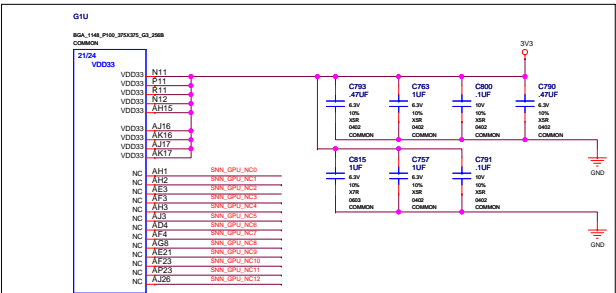 G1U
BGA_1148_P100_375X375_G3_256B
COMMON
21/24
VDD33
VDD33 N11
VDD33 P11
VDD33 R11
VDD33 N12
VDD33 AH15
VDD33 AJ16
VDD33 AK16
VDD33 AJ17
VDD33 AK17
NC AH1 SNN_GPU_NC0
NC AH2 SNN_GPU_NC1
NC AE3 SNN_GPU_NC2
NC AF3 SNN_GPU_NC3
NC AH3 SNN_GPU_NC4
NC AJ3 SNN_GPU_NC5
NC AD4 SNN_GPU_NC6
NC AF4 SNN_GPU_NC7
NC AG8 SNN_GPU_NC8
NC AE21 SNN_GPU_NC9
NC AF23 SNN_GPU_NC10
NC AP23 SNN_GPU_NC11
NC AJ26 SNN_GPU_NC12
3V3
C793
.47UF
6.3V
10%
X5R
0402
COMMON
C763
1UF
6.3V
10%
X5R
0402
COMMON
C800
.1UF
10V
10%
X5R
0402
COMMON
C790
.47UF
6.3V
10%
X5R
0402
COMMON
GND
C815
1UF
6.3V
10%
X7R
0603
COMMON
C757
1UF
6.3V
10%
X5R
0402
COMMON
C791
.1UF
10V
10%
X5R
0402
COMMON
GND